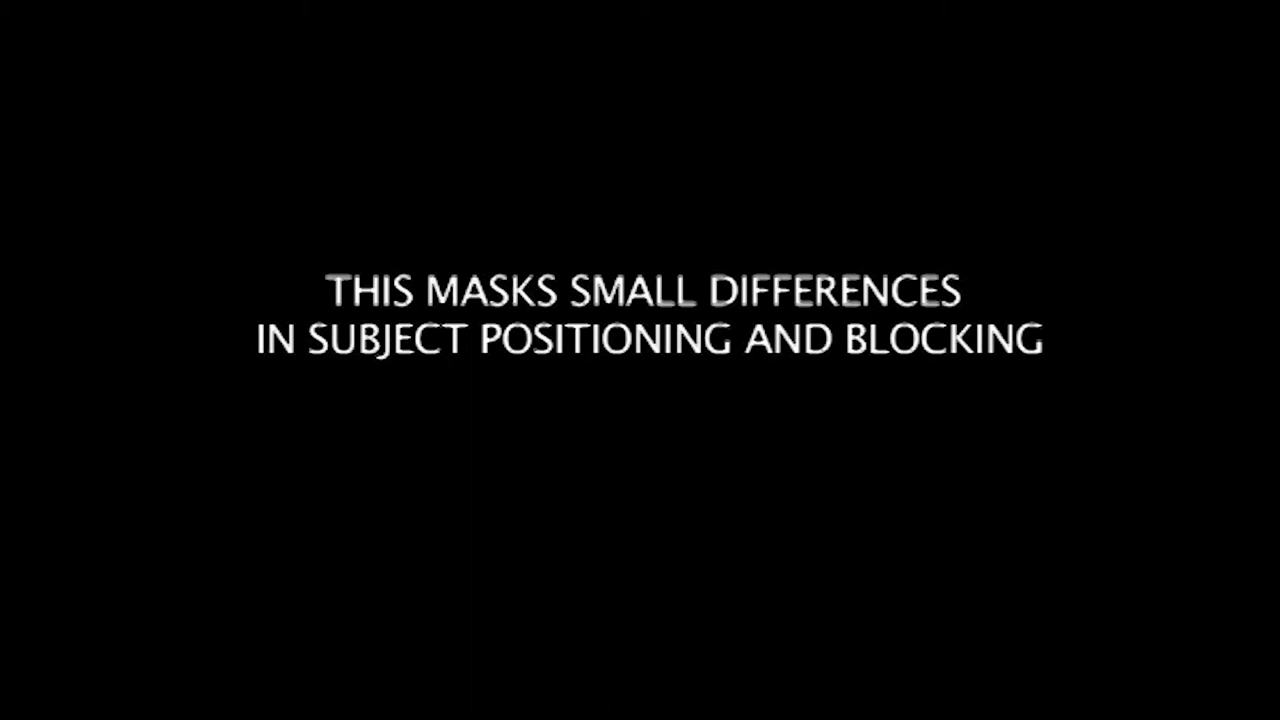 THIS MASKS SMALL DIFFERENCES
IN SUBJECT POSITIONING AND BLOCKING